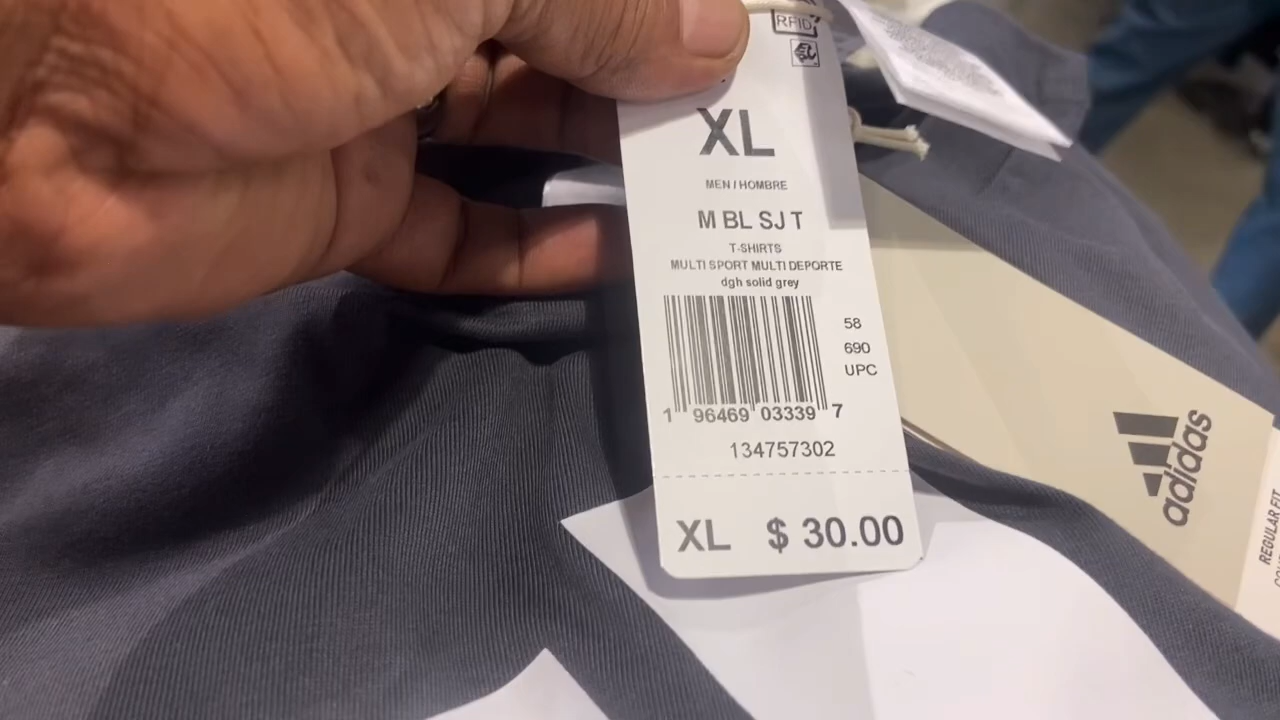 RFID
XL
MEN / HOMBRE
M BL SJ T
T-SHIRTS
MULTI SPORT MULTI DEPORTE
dgh solid grey
58
690
UPC
1 96469 03339 7
134757302
XL $ 30.00
adidas
REGULAR FIT